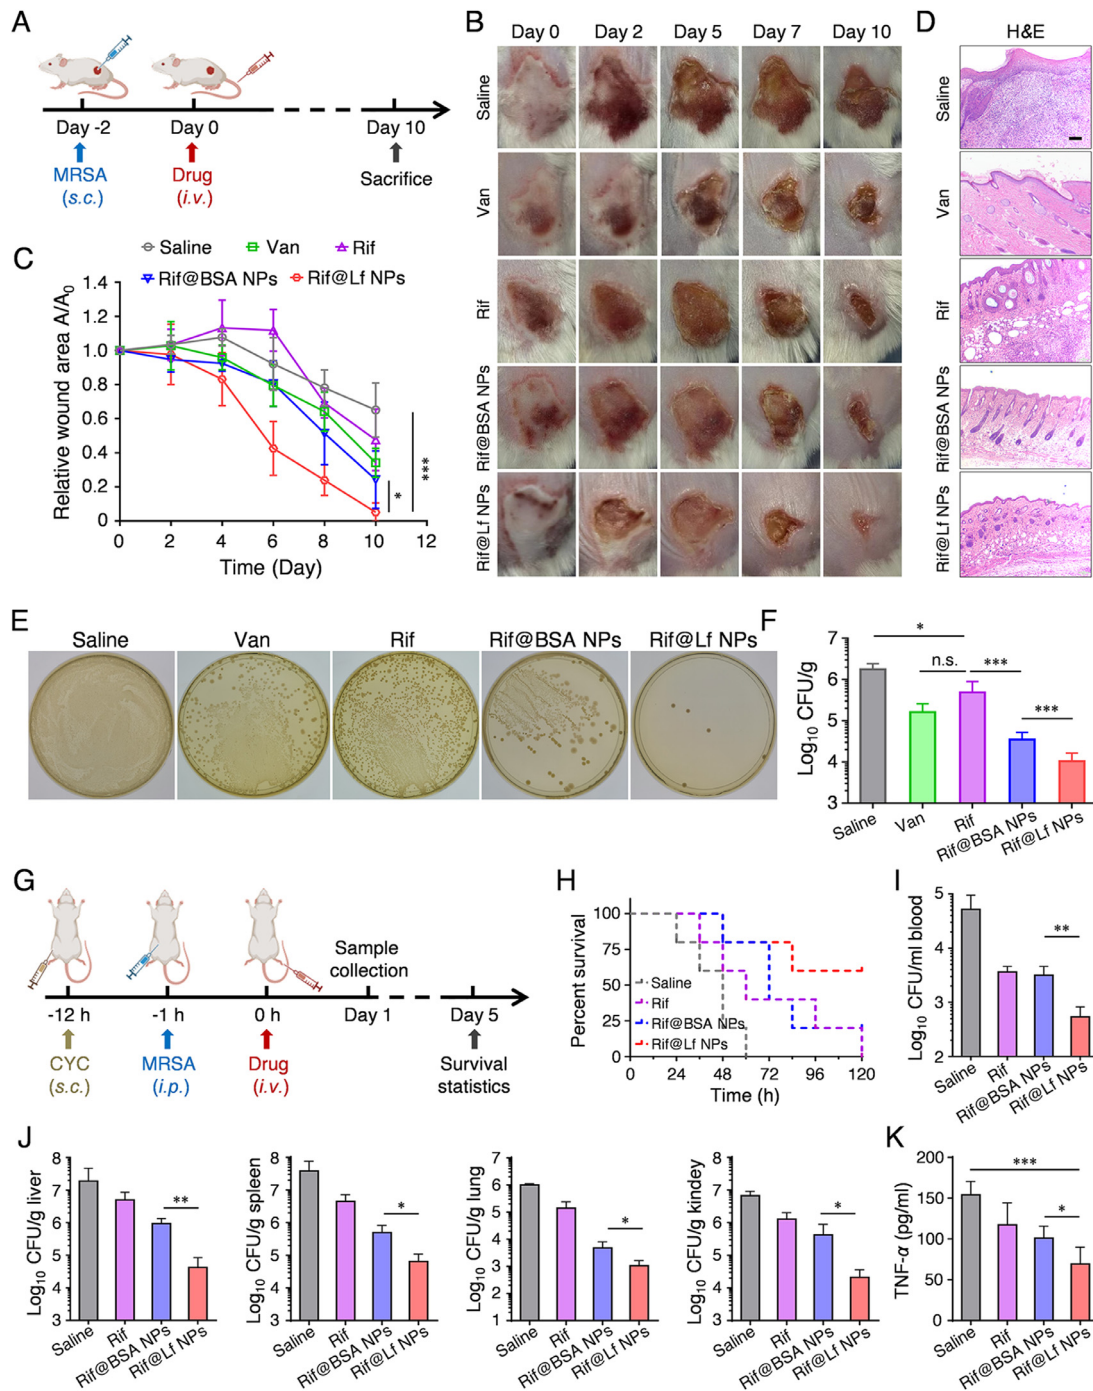 A
Day -2
Day 0
Day 10
MRSA
(s.c.)
Drug
(i.v.)
Sacrifice
B
Day 0
Day 2
Day 5
Day 7
Day 10
Saline
Van
Rif
Rif@BSA NPs
Rif@Lf NPs
D
H&E
C
Saline
Van
Rif
Rif@BSA NPs
Rif@Lf NPs
Relative wound area A/A₀
1.4
1.2
1.0
0.8
0.6
0.4
0.2
0
0 2 4 6 8 10 12
Time (Day)
***
*
E
Saline
Van
Rif
Rif@BSA NPs
Rif@Lf NPs
F
Log₁₀ CFU/g
7
6
5
4
3
*
n.s.
***
***
Saline
Van
Rif
Rif@BSA NPs
Rif@Lf NPs
G
Sample
collection
-12 h
-1 h
0 h
Day 1
Day 5
CYC
(s.c.)
MRSA
(i.p.)
Drug
(i.v.)
Survival
statistics
H
Percent survival
100
75
50
25
0
Saline
Rif
Rif@BSA NPs
Rif@Lf NPs
0 24 48 72 96 120
Time (h)
I
Log₁₀ CFU/ml blood
5
4
3
2
**
Saline
Rif
Rif@BSA NPs
Rif@Lf NPs
J
Log₁₀ CFU/g liver
8
7
6
5
4
3
**
Saline
Rif
Rif@BSA NPs
Rif@Lf NPs
Log₁₀ CFU/g spleen
8
7
6
5
4
3
*
Saline
Rif
Rif@BSA NPs
Rif@Lf NPs
Log₁₀ CFU/g lung
7
6
5
4
3
2
1
*
Saline
Rif
Rif@BSA NPs
Rif@Lf NPs
Log₁₀ CFU/g kindey
8
7
6
5
4
3
*
Saline
Rif
Rif@BSA NPs
Rif@Lf NPs
K
TNF-α (pg/ml)
200
150
100
50
0
***
*
Saline
Rif
Rif@BSA NPs
Rif@Lf NPs